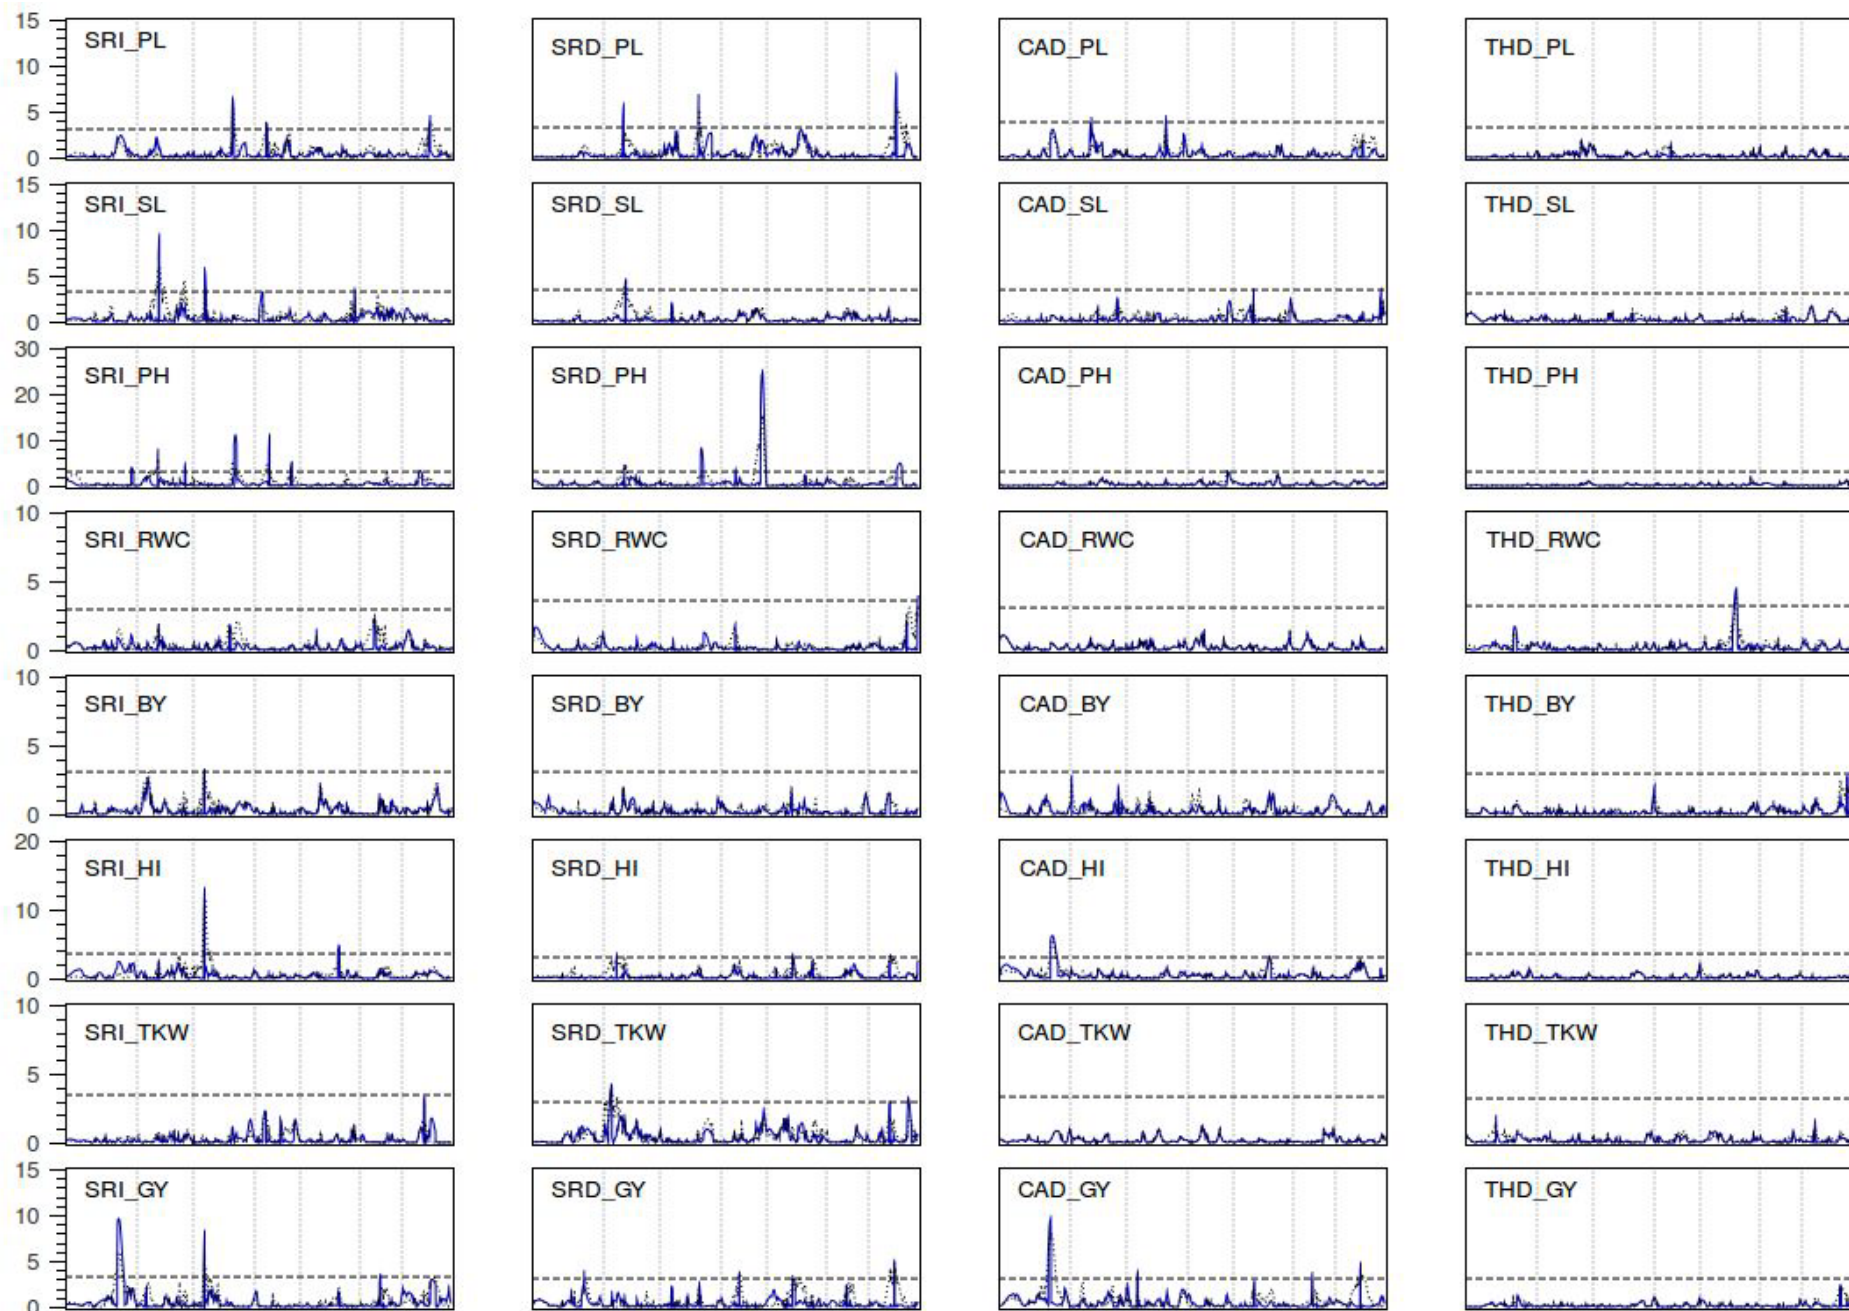 15
10
5
0
SRI_PL
SRD_PL
CAD_PL
THD_PL
15
10
5
0
SRI_SL
SRD_SL
CAD_SL
THD_SL
30
20
10
0
SRI_PH
SRD_PH
CAD_PH
THD_PH
10
5
0
SRI_RWC
SRD_RWC
CAD_RWC
THD_RWC
10
5
0
SRI_BY
SRD_BY
CAD_BY
THD_BY
20
10
0
SRI_HI
SRD_HI
CAD_HI
THD_HI
10
5
0
SRI_TKW
SRD_TKW
CAD_TKW
THD_TKW
15
10
5
0
SRI_GY
SRD_GY
CAD_GY
THD_GY